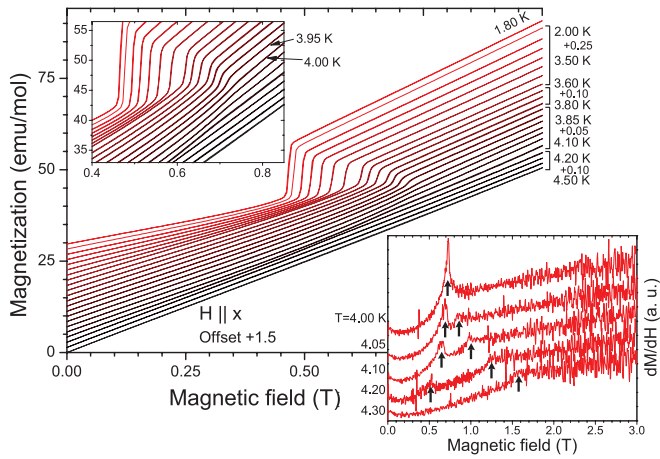 Magnetization (emu/mol)
75
50
25
0
0.00
0.25
0.50
Magnetic field (T)
H || x
Offset +1.5
55
50
45
40
35
0.4
0.6
0.8
3.95 K
4.00 K
1.80 K
2.00 K
+0.25
3.50 K
3.60 K
+0.10
3.80 K
3.85 K
+0.05
4.10 K
4.20 K
+0.10
4.50 K
T=4.00 K
4.05
4.10
4.20
4.30
0.0
0.5
1.0
1.5
2.0
2.5
3.0
Magnetic field (T)
dM/dH (a. u.)